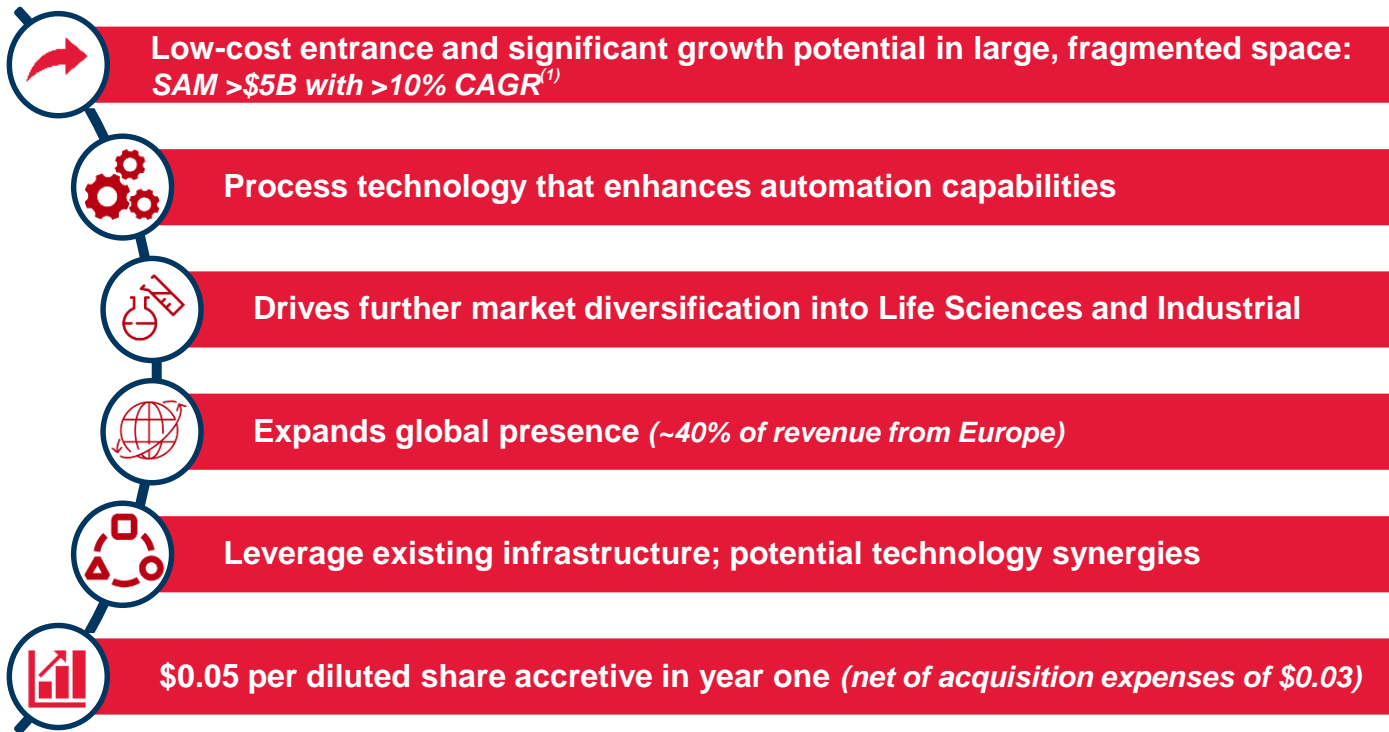 Low-cost entrance and significant growth potential in large, fragmented space:
SAM >$5B with >10% CAGR(1)
Process technology that enhances automation capabilities
Drives further market diversification into Life Sciences and Industrial
Expands global presence (~40% of revenue from Europe)
Leverage existing infrastructure; potential technology synergies
$0.05 per diluted share accretive in year one (net of acquisition expenses of $0.03)